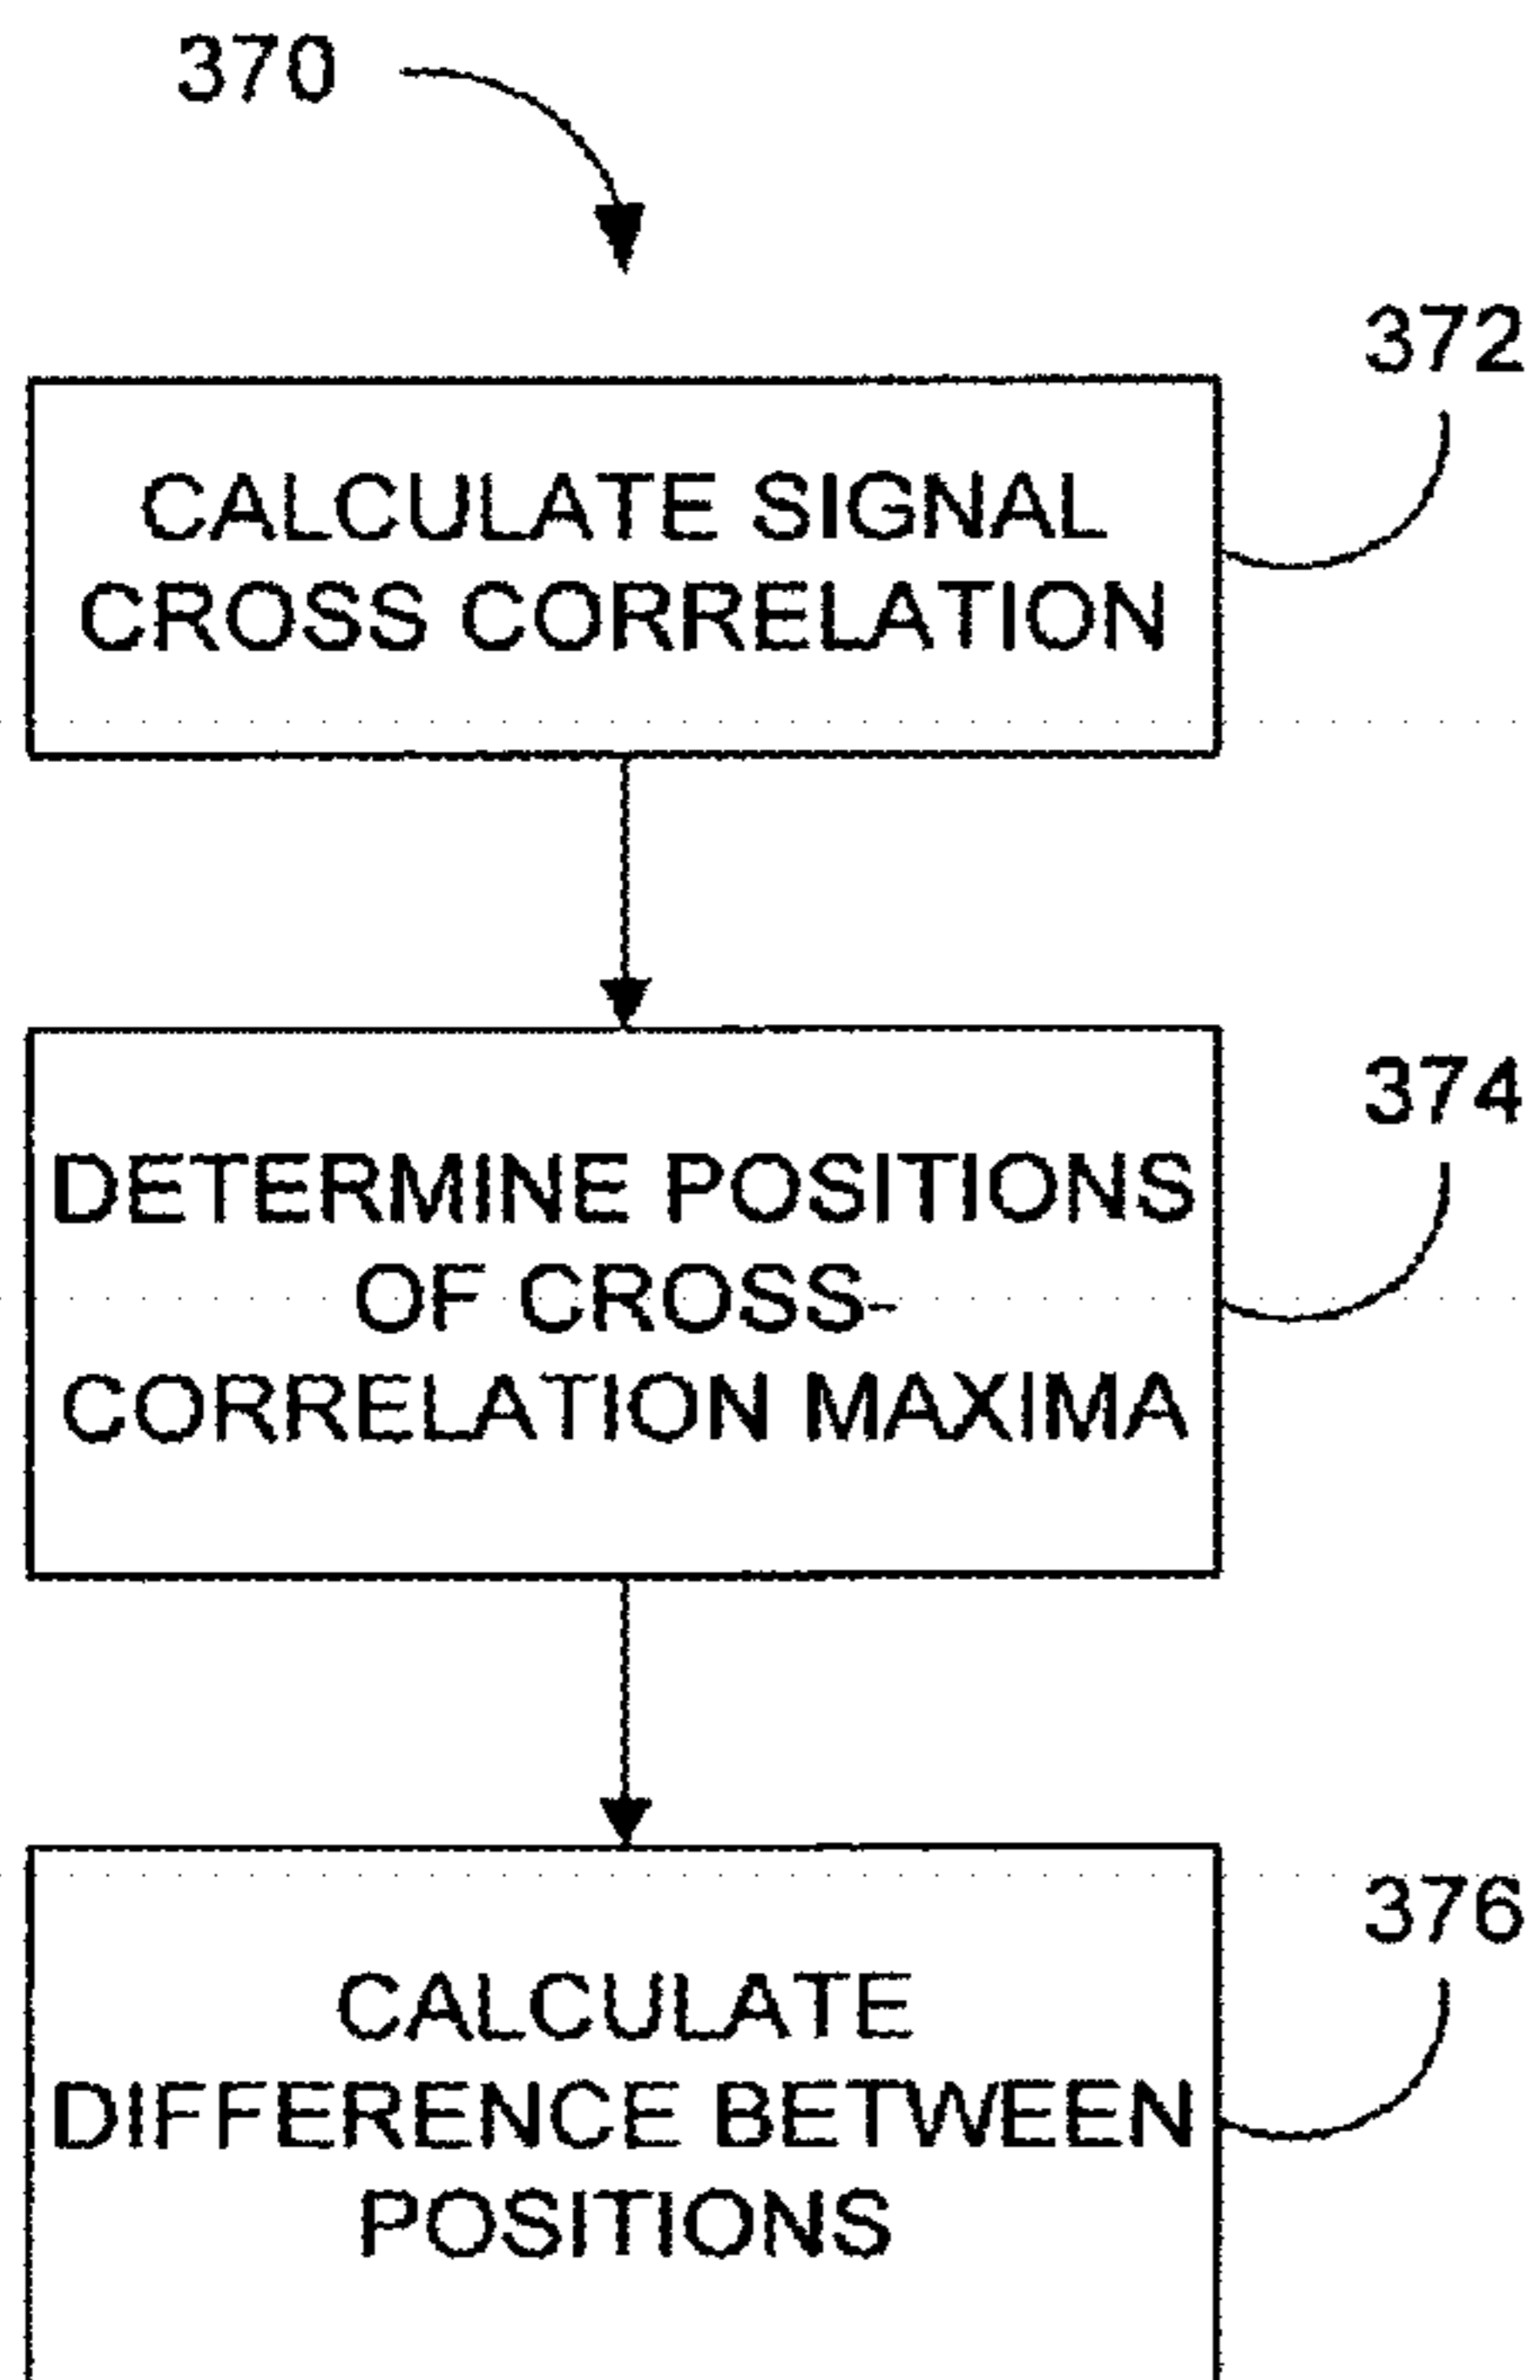 370
372
CALCULATE SIGNAL
CROSS CORRELATION
374
DETERMINE POSITIONS
OF CROSS-
CORRELATION MAXIMA
376
CALCULATE
DIFFERENCE BETWEEN
POSITIONS